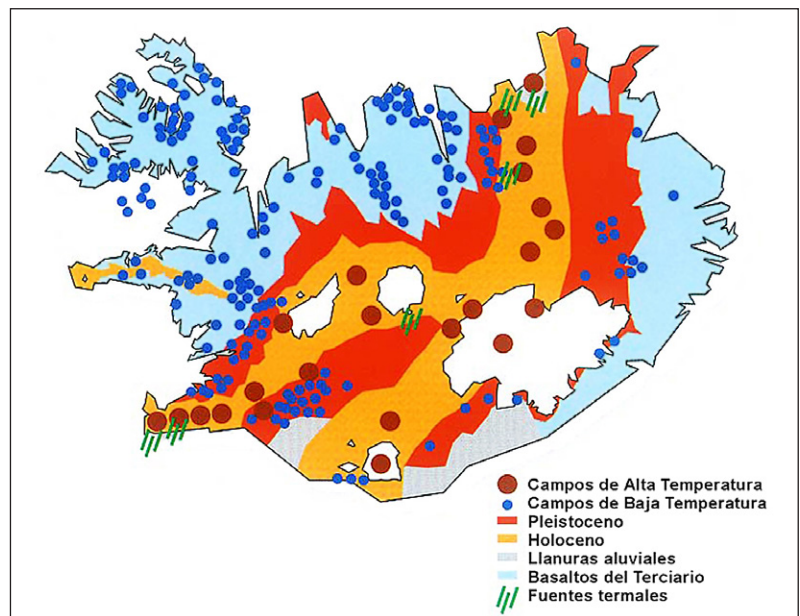 Campos de Alta Temperatura
Campos de Baja Temperatura
Pleistoceno
Holoceno
Llanuras aluviales
Basaltos del Terciario
Fuentes termales